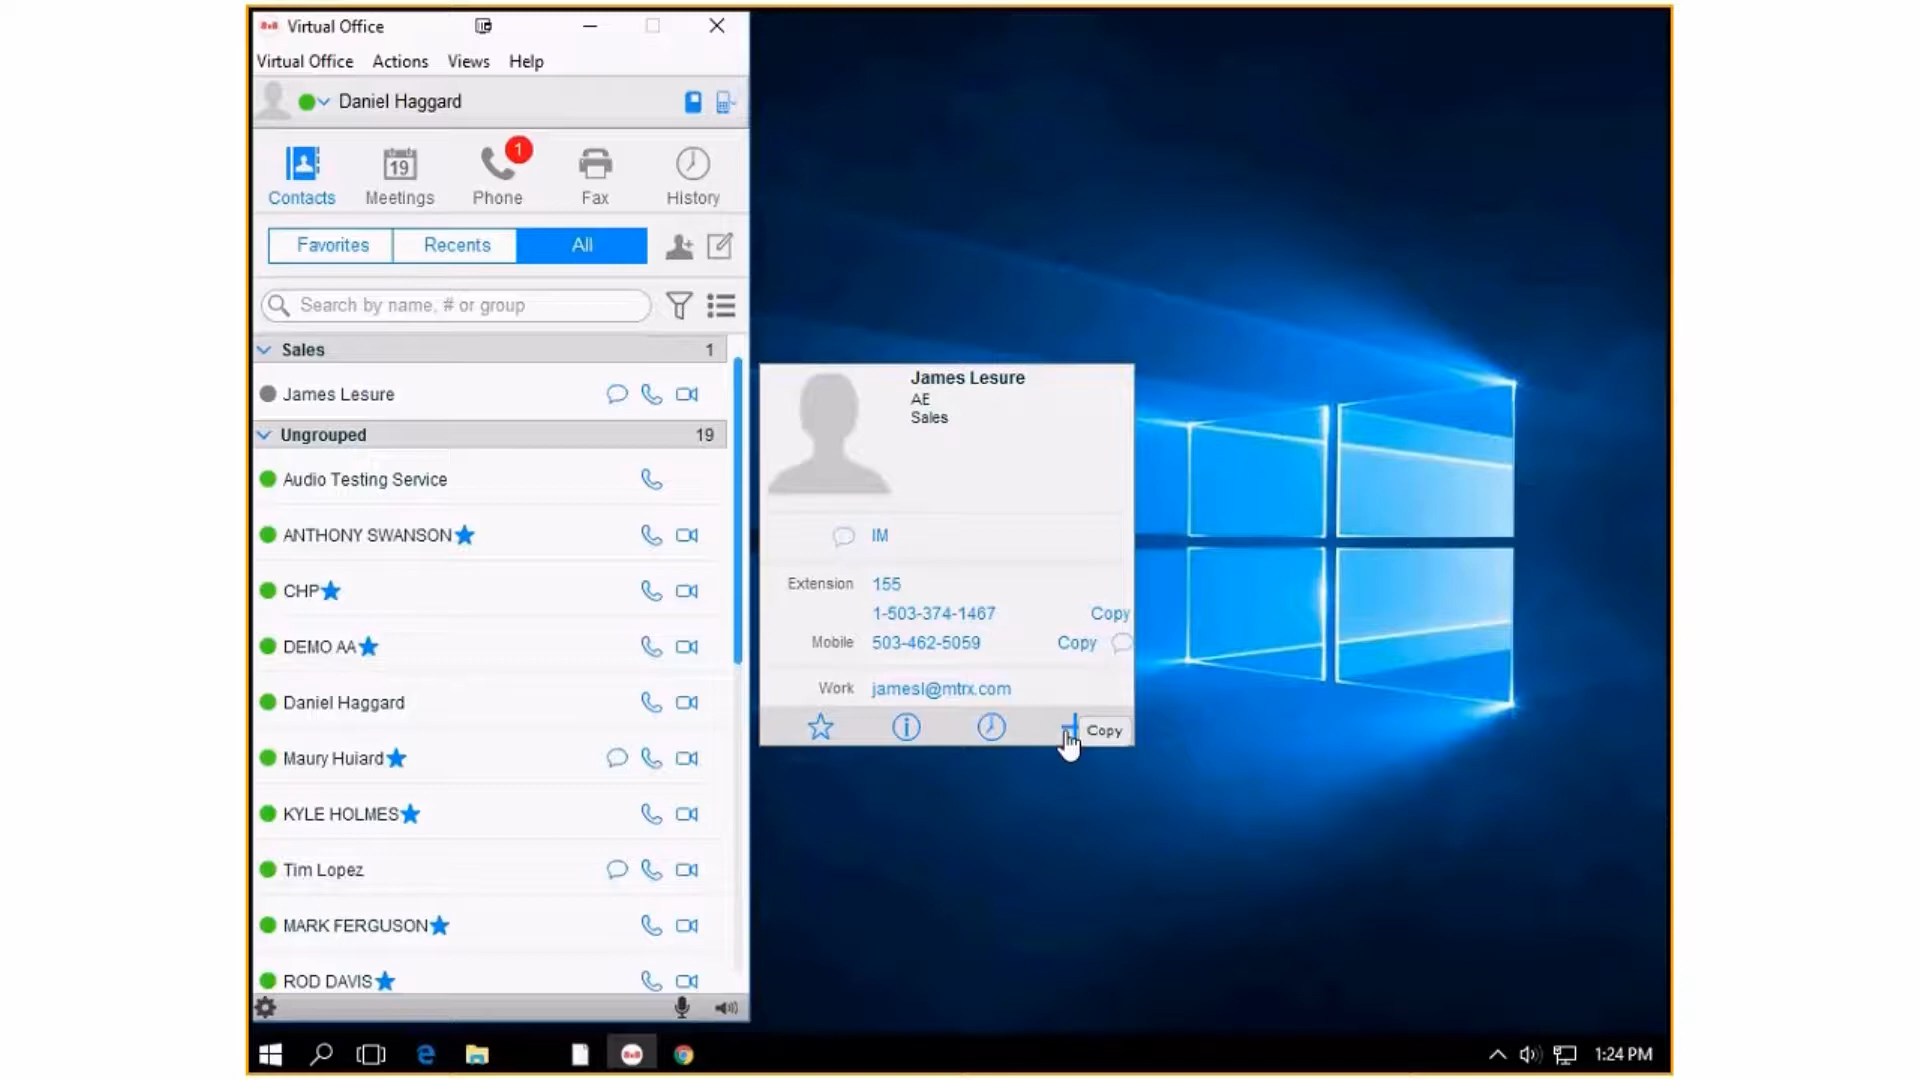 8x8 Virtual Office
Virtual Office Actions Views Help
Daniel Haggard
19 1
Contacts Meetings Phone Fax History
Favorites Recents All
Search by name, # or group
Sales 1
James Lesure
Ungrouped 19
Audio Testing Service
ANTHONY SWANSON
CHP
DEMO AA
Daniel Haggard
Maury Huiard
KYLE HOLMES
Tim Lopez
MARK FERGUSON
ROD DAVIS
James Lesure
AE
Sales
IM
Extension 155
1-503-374-1467 Copy
Mobile 503-462-5059 Copy
Work jamesl@mtrx.com
Copy
8x8 1:24 PM